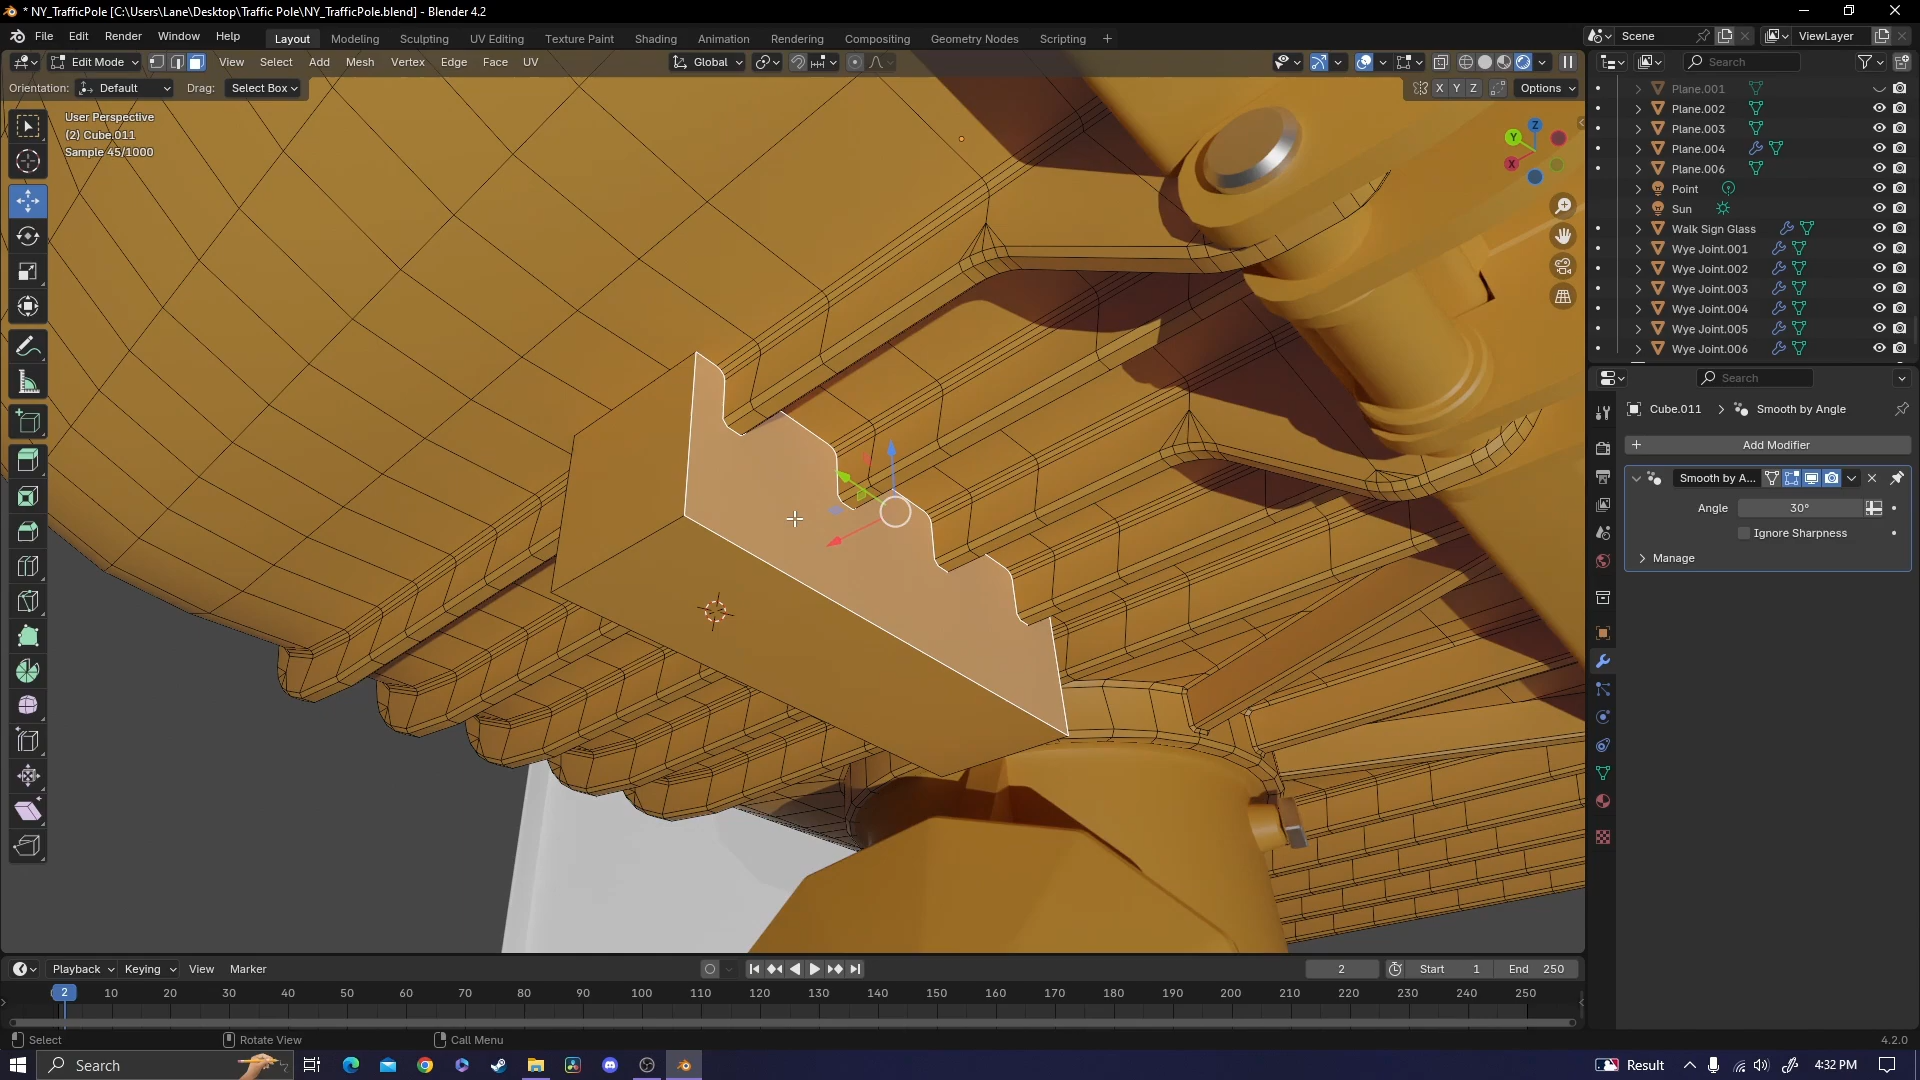 * NY_TrafficPole [C:\Users\Lane\Desktop\Traffic Pole\NY_TrafficPole.blend] - Blender 4.2
File Edit Render Window Help Layout Modeling Sculpting UV Editing Texture Paint Shading Animation Rendering Compositing Geometry Nodes Scripting + Scene ViewLayer
Edit Mode View Select Add Mesh Vertex Edge Face UV Global Search
Orientation: Default Drag: Select Box X Y Z Options
User Perspective
(2) Cube.011
Sample 45/1000
Z
Y
X
Plane.001
Plane.002
Plane.003
Plane.004
Plane.006
Point
Sun
Walk Sign Glass
Wye Joint.001
Wye Joint.002
Wye Joint.003
Wye Joint.004
Wye Joint.005
Wye Joint.006
Search
Cube.011 Smooth by Angle
Add Modifier
Smooth by A...
Angle 30°
Ignore Sharpness
Manage
Playback Keying View Marker 2 Start 1 End 250
2 10 20 30 40 50 60 70 80 90 100 110 120 130 140 150 160 170 180 190 200 210 220 230 240 250
Select Rotate View Call Menu 4.2.0
Search Result 4:32 PM